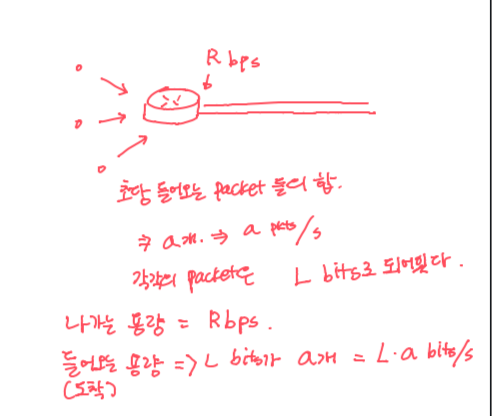 R bps
초당 들어오는 packet 들의 합.
⇒ a개. ⇒ a pkts/s
각각의 packet은 L bits로 되어있다.
나가는 용량 = R bps.
들어오는 용량 => L bits가 a개 = L·a bits/s
(도착)